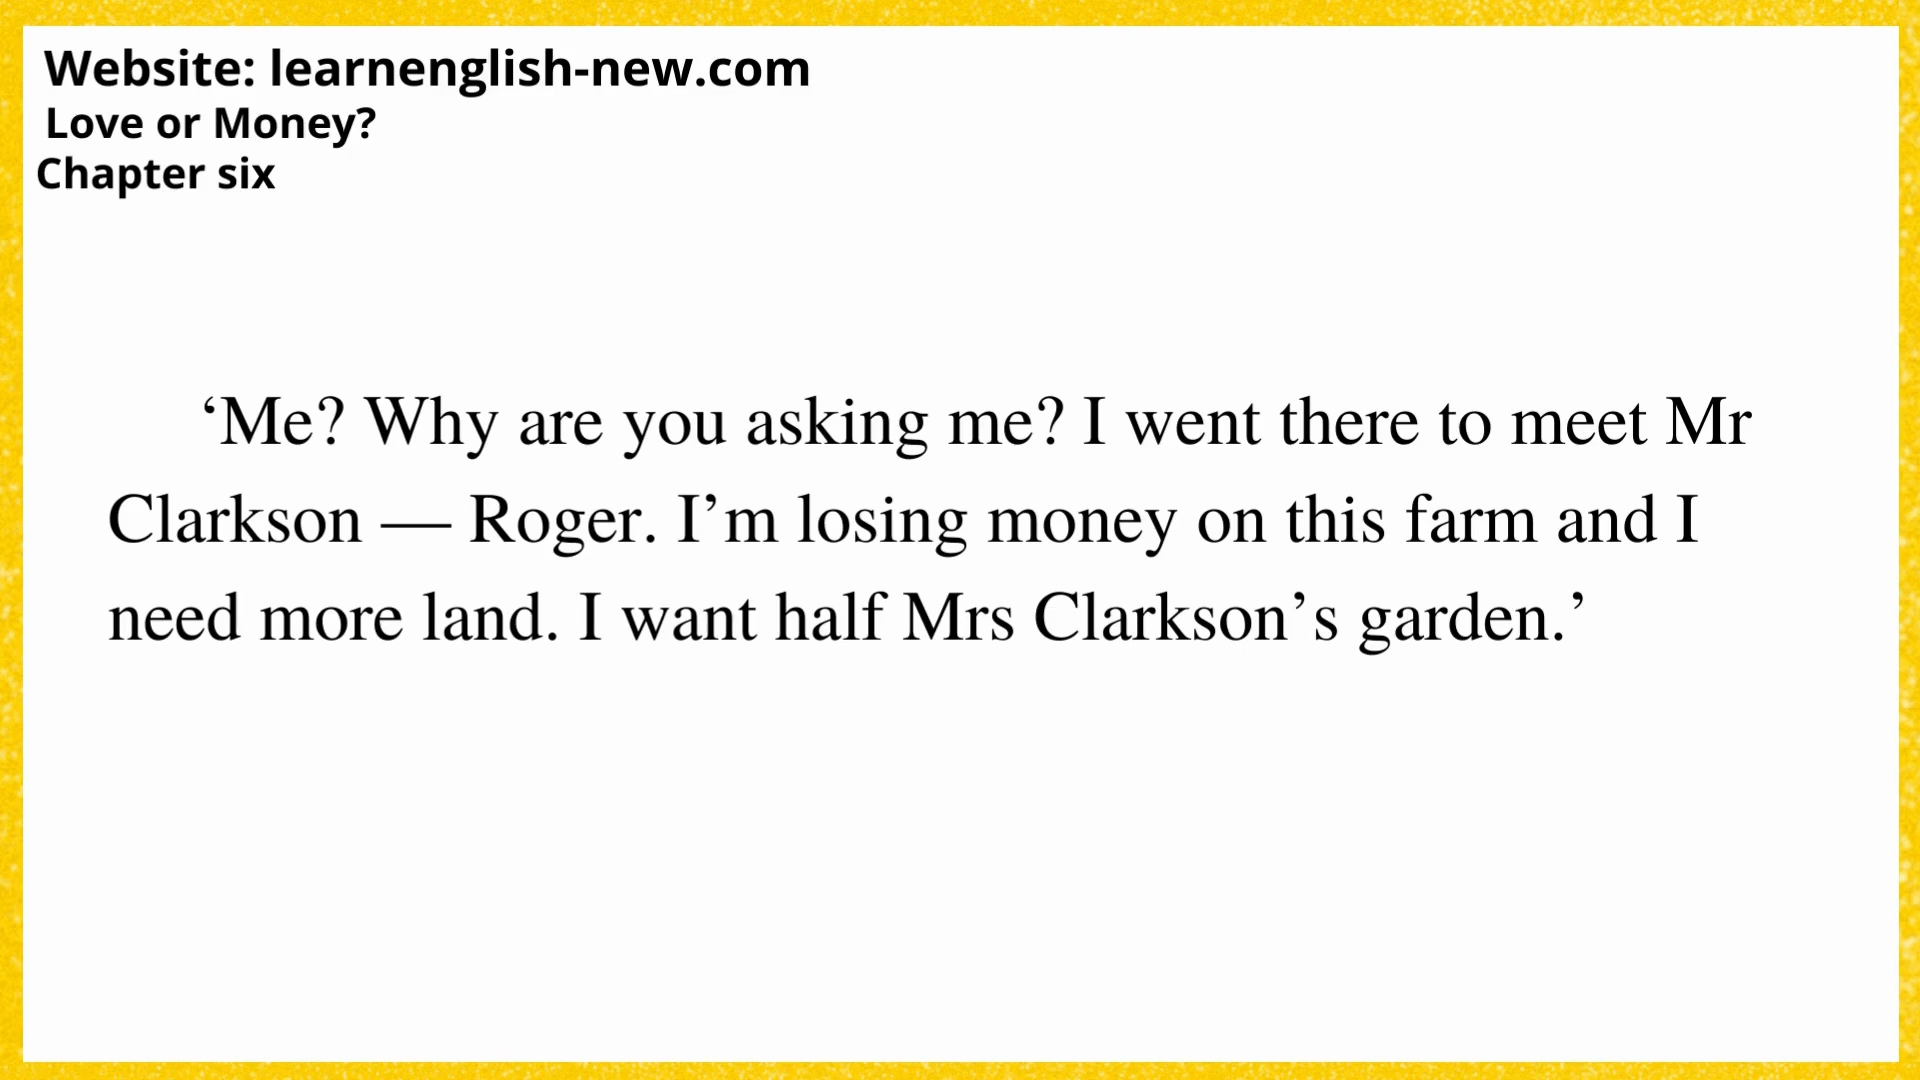 Website: learnenglish-new.com
Love or Money?
Chapter six
‘Me? Why are you asking me? I went there to meet Mr
Clarkson — Roger. I’m losing money on this farm and I
need more land. I want half Mrs Clarkson’s garden.’